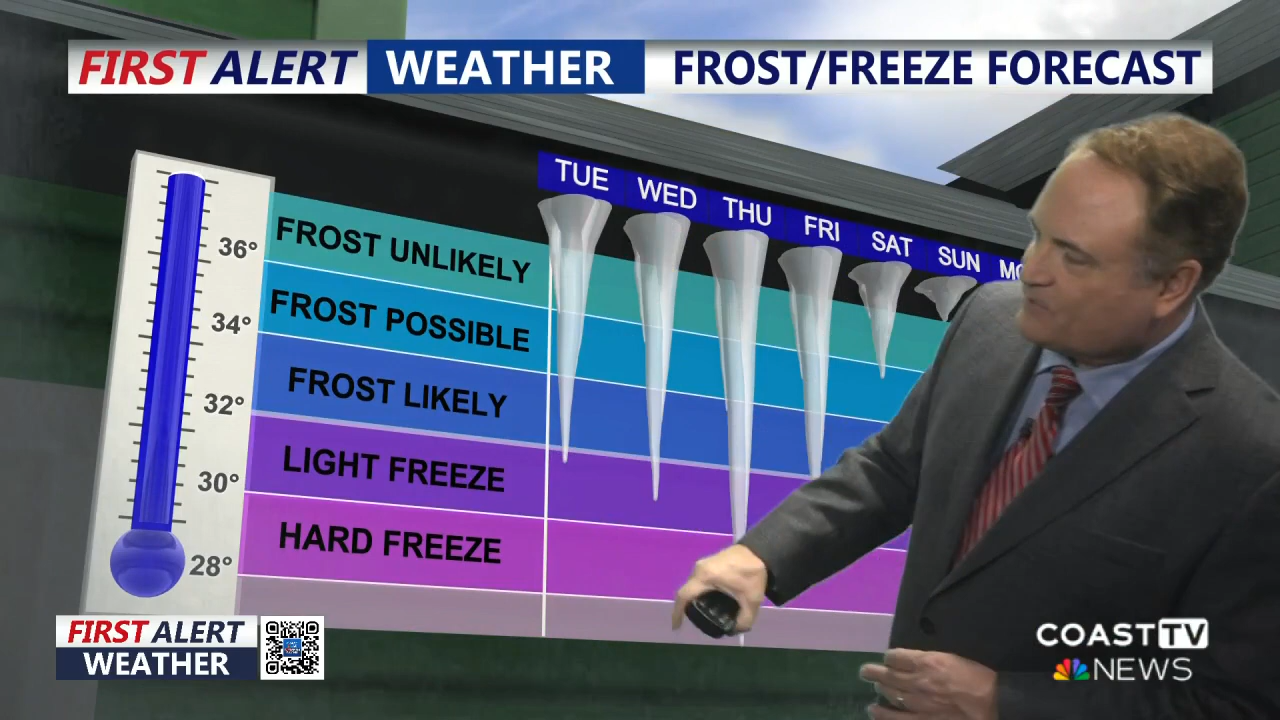 FIRST ALERT WEATHER FROST/FREEZE FORECAST
TUE WED THU FRI SAT SUN
36° FROST UNLIKELY
34° FROST POSSIBLE
32° FROST LIKELY
30° LIGHT FREEZE
28° HARD FREEZE
FIRST ALERT
WEATHER
COAST TV
NEWS